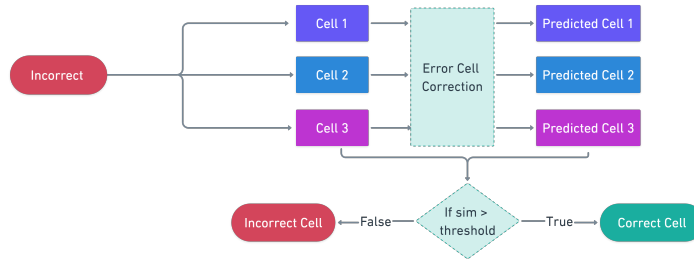 Cell 1
Predicted Cell 1
Incorrect
Cell 2
Error Cell
Correction
Predicted Cell 2
Cell 3
Predicted Cell 3
Incorrect Cell
False
If sim >
threshold
True
Correct Cell